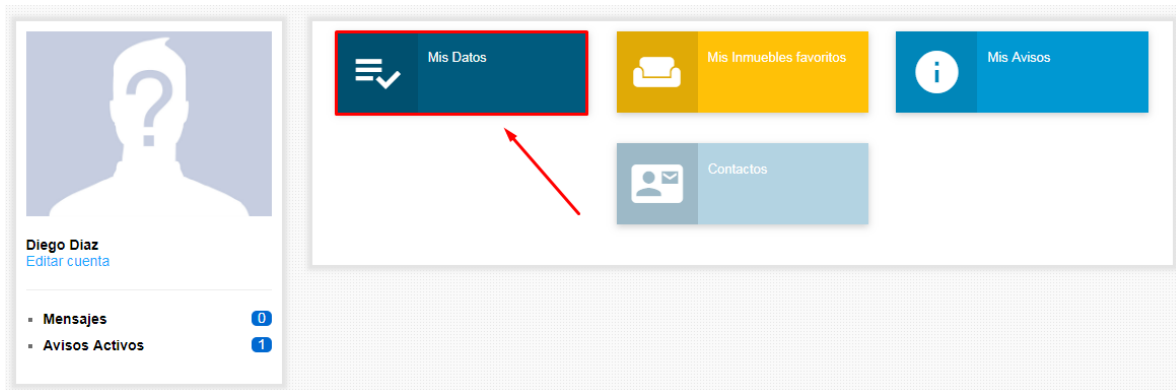 Diego Diaz
Editar cuenta
Mensajes 0
Avisos Activos 1
Mis Datos
Mis Inmuebles favoritos
Mis Avisos
Contactos